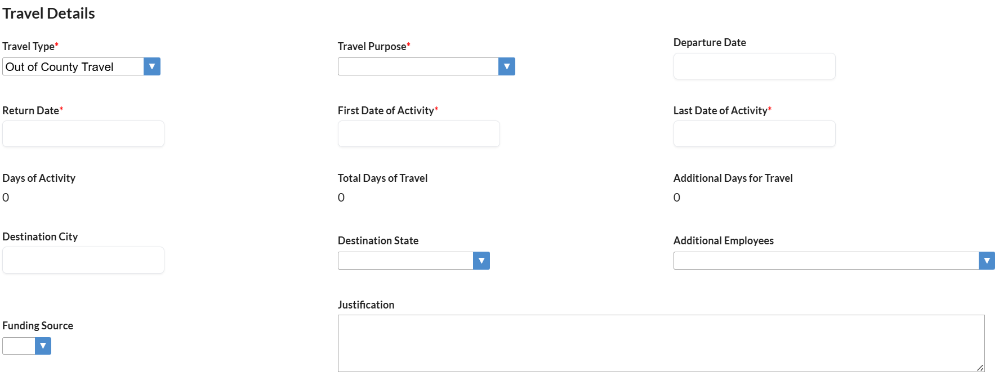 Travel Details
Travel Type* Travel Purpose* Departure Date
Out of County Travel
Return Date* First Date of Activity* Last Date of Activity*
Days of Activity Total Days of Travel Additional Days for Travel
0 0 0
Destination City Destination State Additional Employees
Justification
Funding Source